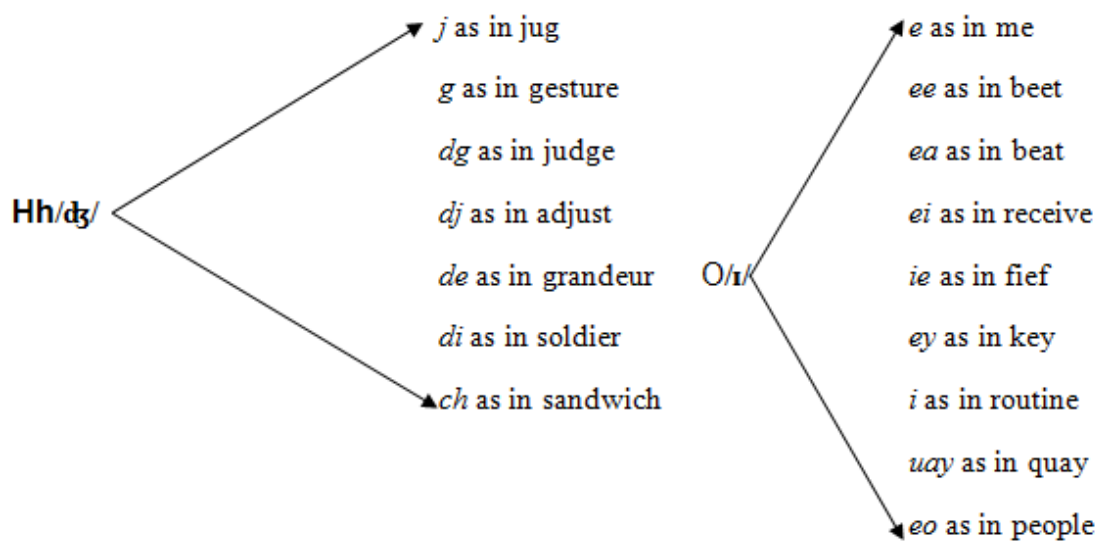 j as in jug
g as in gesture
dg as in judge
Hh/ʤ/
dj as in adjust
de as in grandeur
di as in soldier
ch as in sandwich
e as in me
ee as in beet
ea as in beat
ei as in receive
O/ɪ/
ie as in fief
ey as in key
i as in routine
uay as in quay
eo as in people